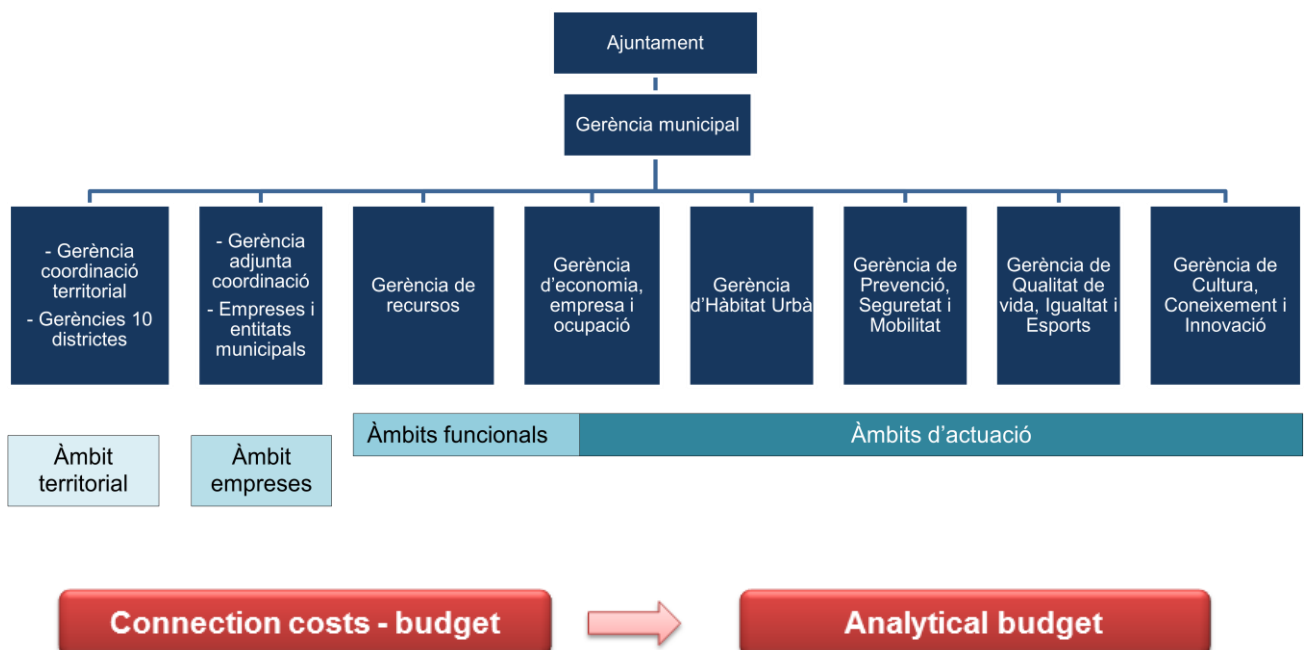 Ajuntament
Gerència municipal
- Gerència
coordinació
territorial
- Gerències 10
districtes
- Gerència
adjunta
coordinació
- Empreses i
entitats
municipals
Gerència de
recursos
Gerència
d’economia,
empresa i
ocupació
Gerència
d’Hàbitat Urbà
Gerència de
Prevenció,
Seguretat i
Mobilitat
Gerència de
Qualitat de
vida, Igualtat i
Esports
Gerència de
Cultura,
Coneixement i
Innovació
Àmbit
territorial
Àmbit
empreses
Àmbits funcionals
Àmbits d’actuació
Connection costs - budget
Analytical budget